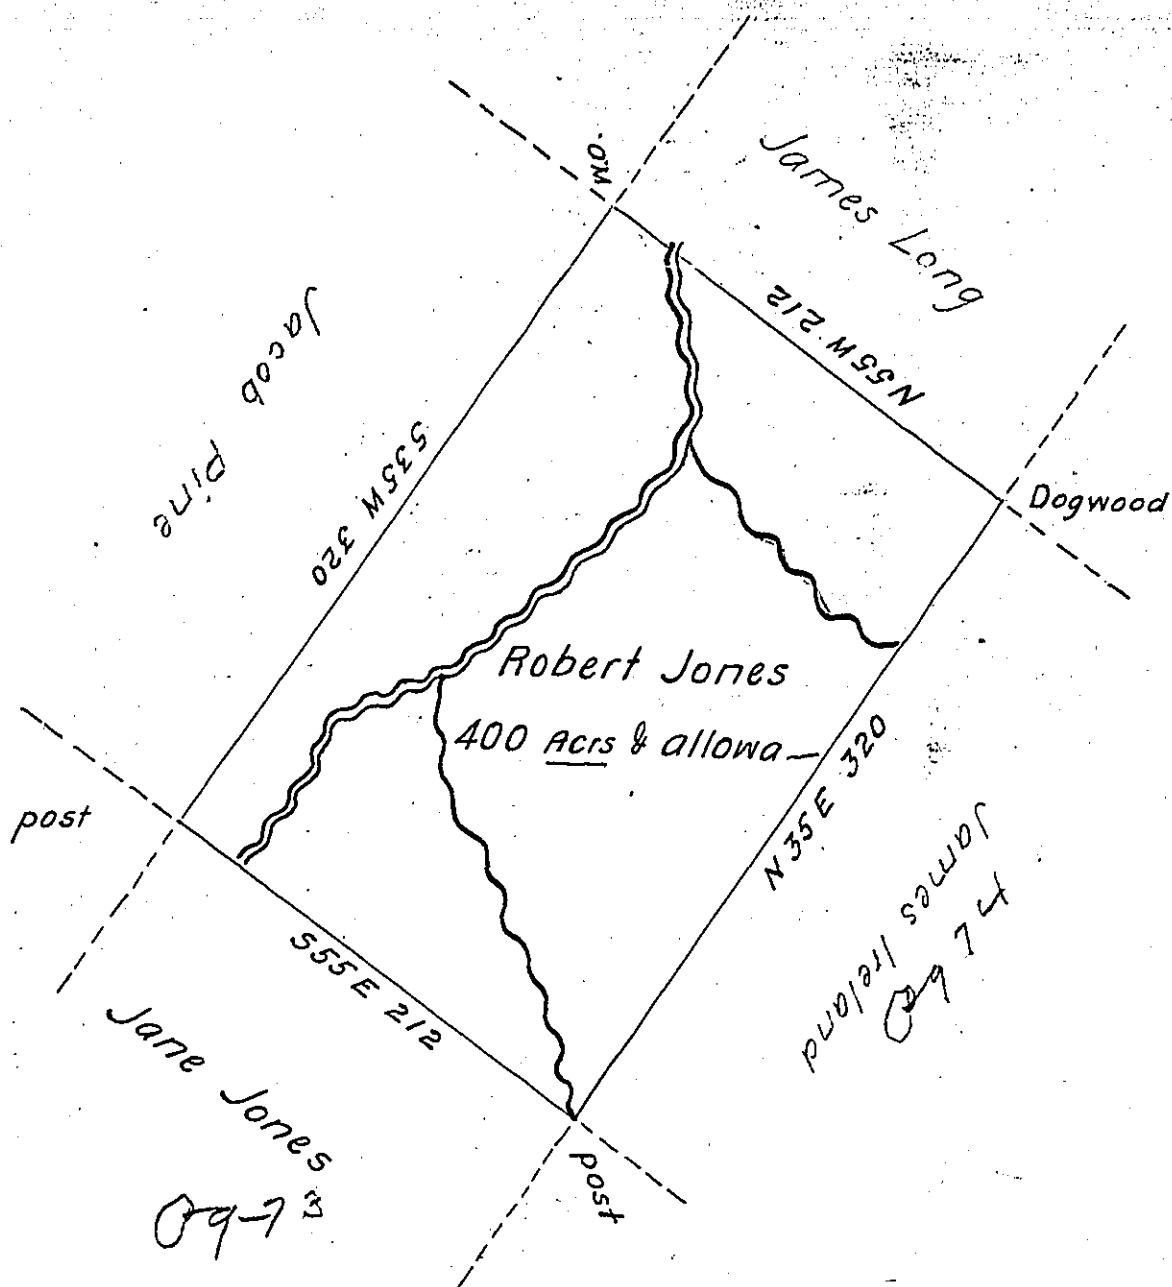 W.O.
James Long
N55W 212
Jacob Pine
S35W 320
Dogwood
Robert Jones
400 Acrs & allowa—
N35E 320
post
James Ireland
S55E 212
Jane Jones
post